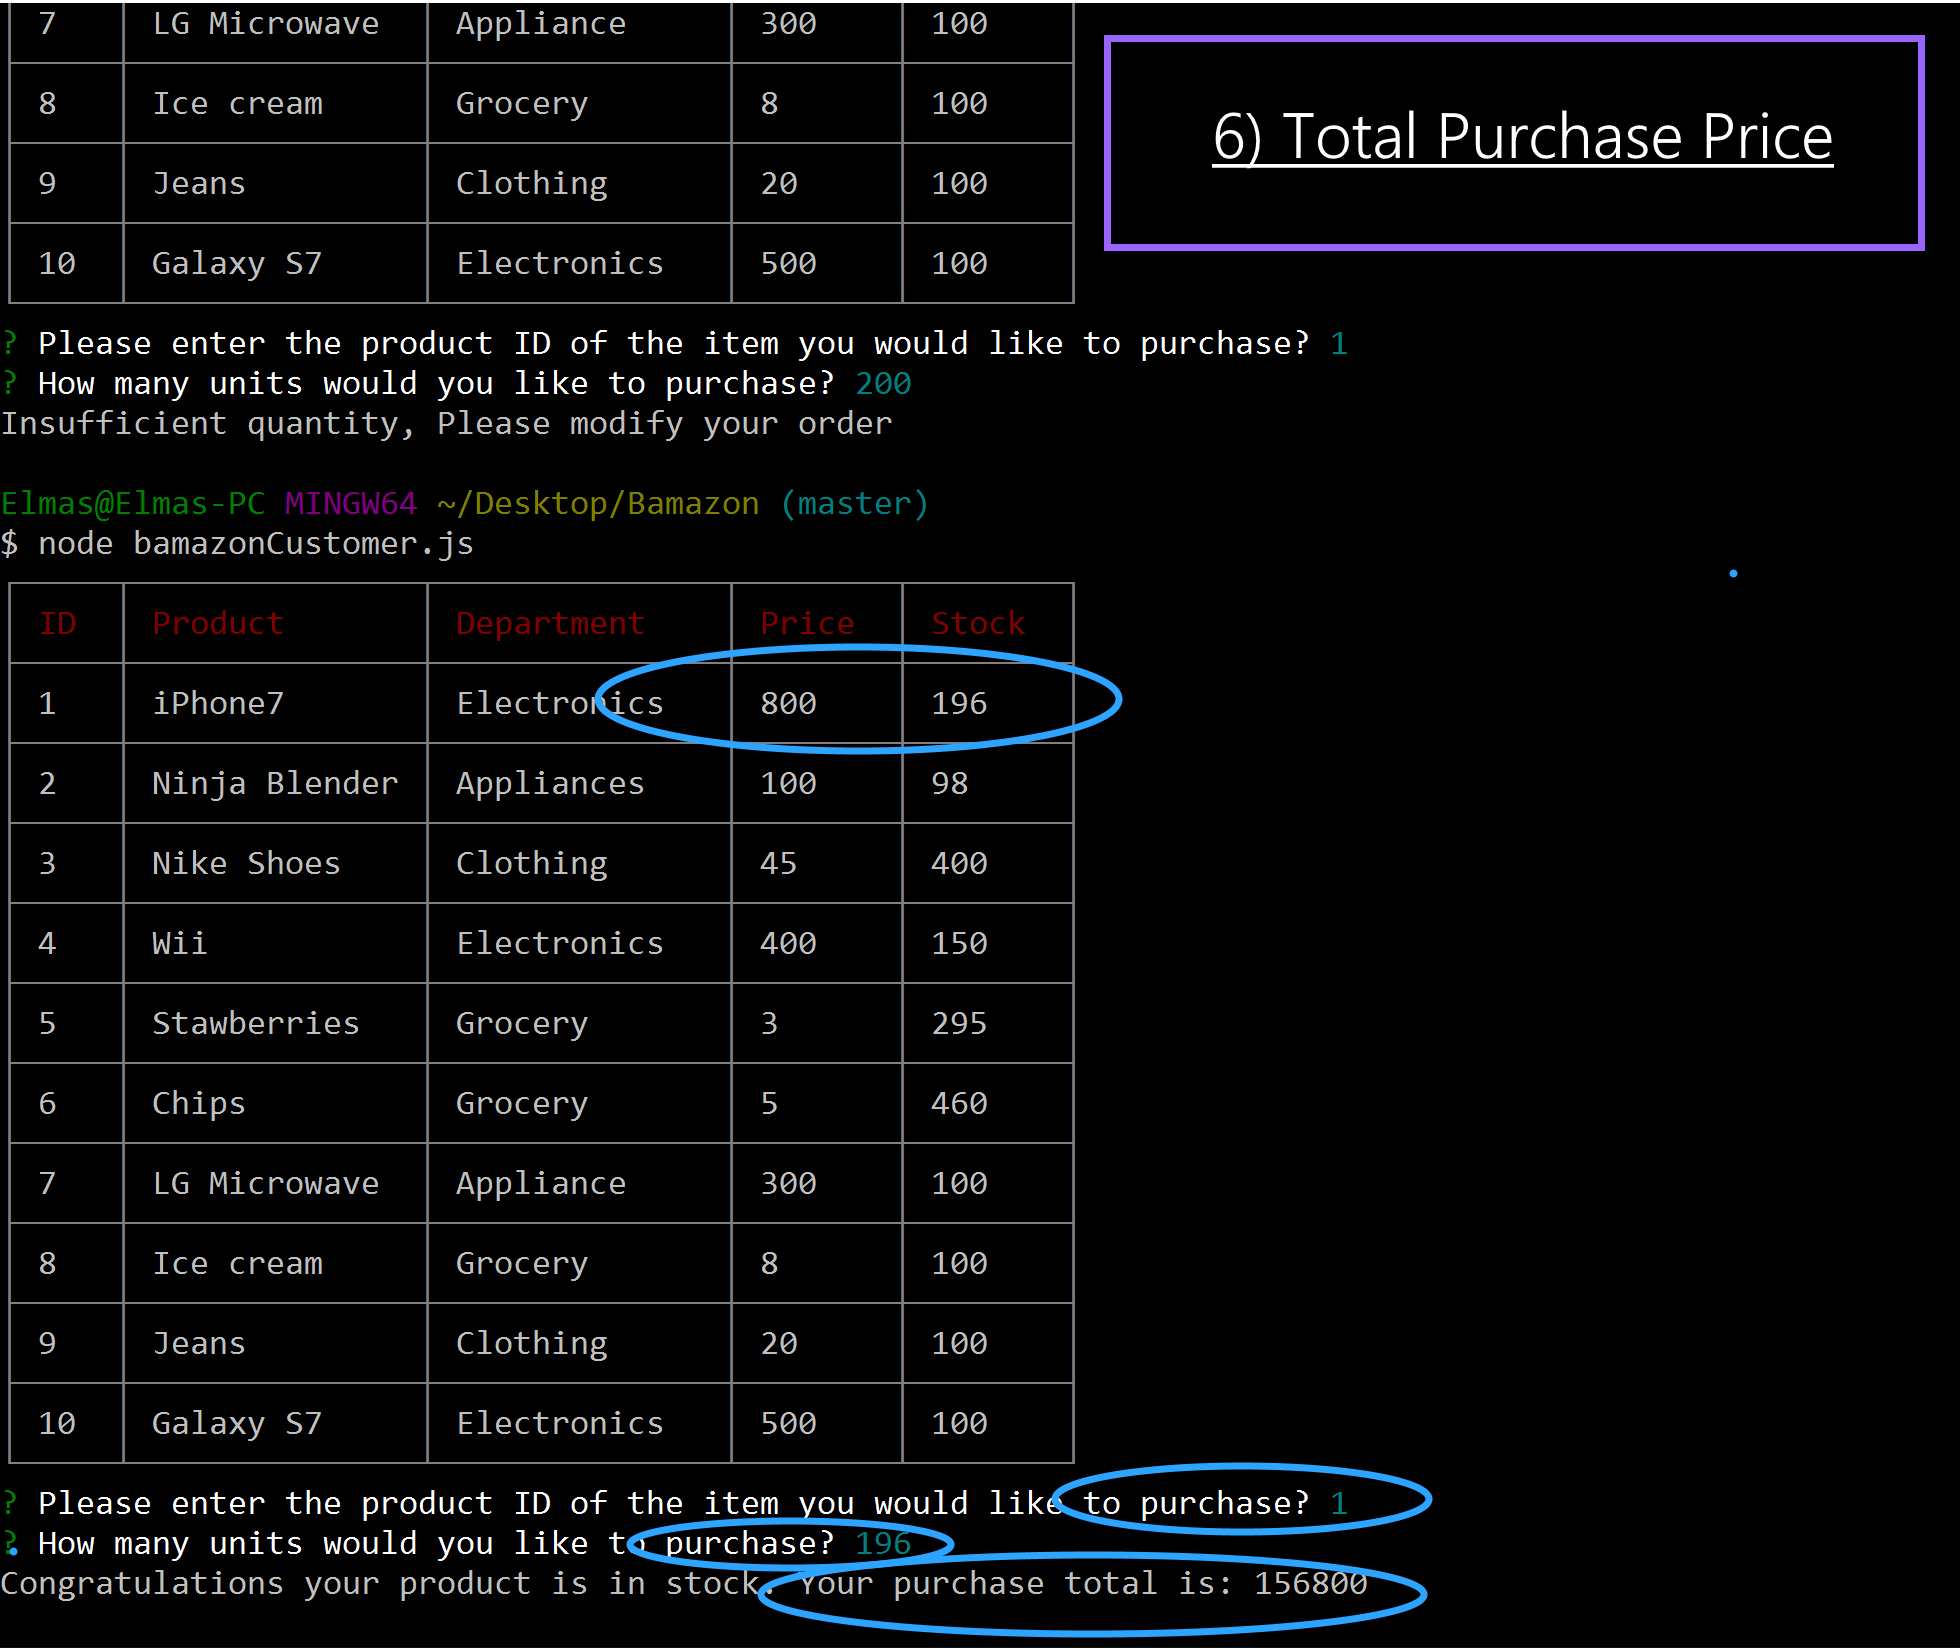 7 LG Microwave Appliance 300 100
6) Total Purchase Price
8 Ice cream Grocery 8 100
9 Jeans Clothing 20 100
10 Galaxy S7 Electronics 500 100
? Please enter the product ID of the item you would like to purchase? 1
? How many units would you like to purchase? 200
Insufficient quantity, Please modify your order
Elmas@Elmas-PC MINGW64 ~/Desktop/Bamazon (master)
$ node bamazonCustomer.js
ID Product Department Price Stock
1 iPhone7 Electronics 800 196
2 Ninja Blender Appliances 100 98
3 Nike Shoes Clothing 45 400
4 Wii Electronics 400 150
5 Stawberries Grocery 3 295
6 Chips Grocery 5 460
7 LG Microwave Appliance 300 100
8 Ice cream Grocery 8 100
9 Jeans Clothing 20 100
10 Galaxy S7 Electronics 500 100
? Please enter the product ID of the item you would like to purchase? 1
? How many units would you like to purchase? 196
Congratulations your product is in stock. Your purchase total is: 156800